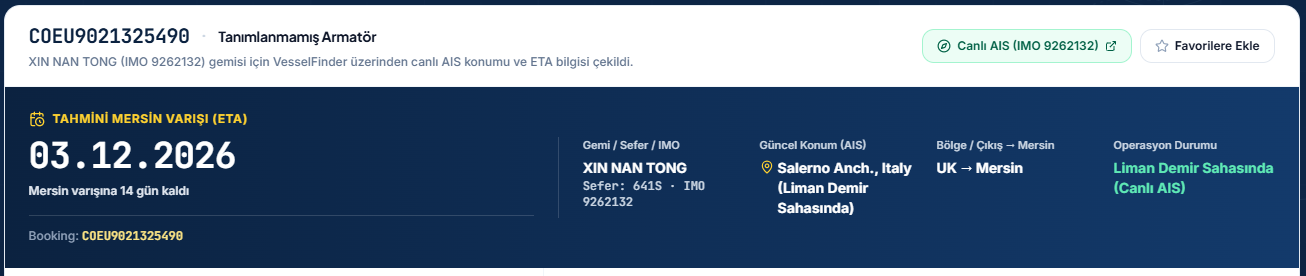 COEU9021325490 · Tanımlanmamış Armatör
XIN NAN TONG (IMO 9262132) gemisi için VesselFinder üzerinden canlı AIS konumu ve ETA bilgisi çekildi.
Canlı AIS (IMO 9262132)
Favorilere Ekle
TAHMİNİ MERSİN VARIŞI (ETA)
03.12.2026
Mersin varışına 14 gün kaldı
Booking: COEU9021325490
Gemi / Sefer / IMO
XIN NAN TONG
Sefer: 641S · IMO
9262132
Güncel Konum (AIS)
Salerno Anch., Italy
(Liman Demir
Sahasında)
Bölge / Çıkış → Mersin
UK → Mersin
Operasyon Durumu
Liman Demir Sahasında
(Canlı AIS)